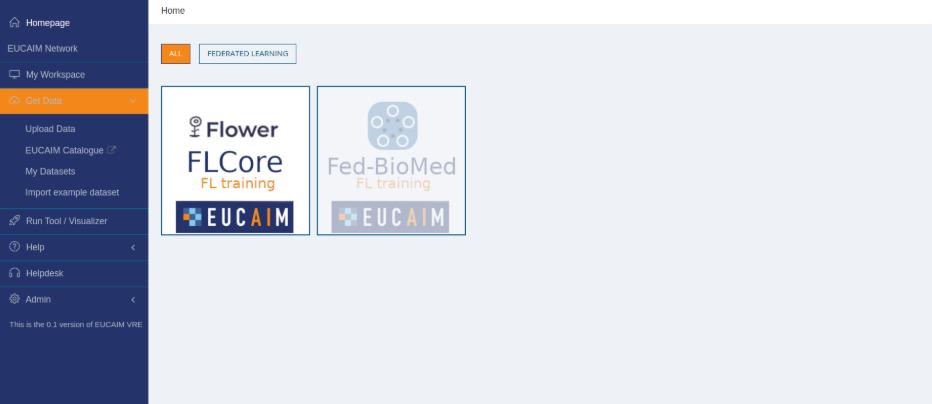 Homepage
EUCAIM Network
My Workspace
Get Data
Upload Data
EUCAIM Catalogue
My Datasets
Import example dataset
Run Tool / Visualizer
Help
Helpdesk
Admin
This is the 0.1 version of EUCAIM VRE
Home
ALL FEDERATED LEARNING
Flower
FLCore
FL training
EUCAIM
Fed-BioMed
FL training
EUCAIM